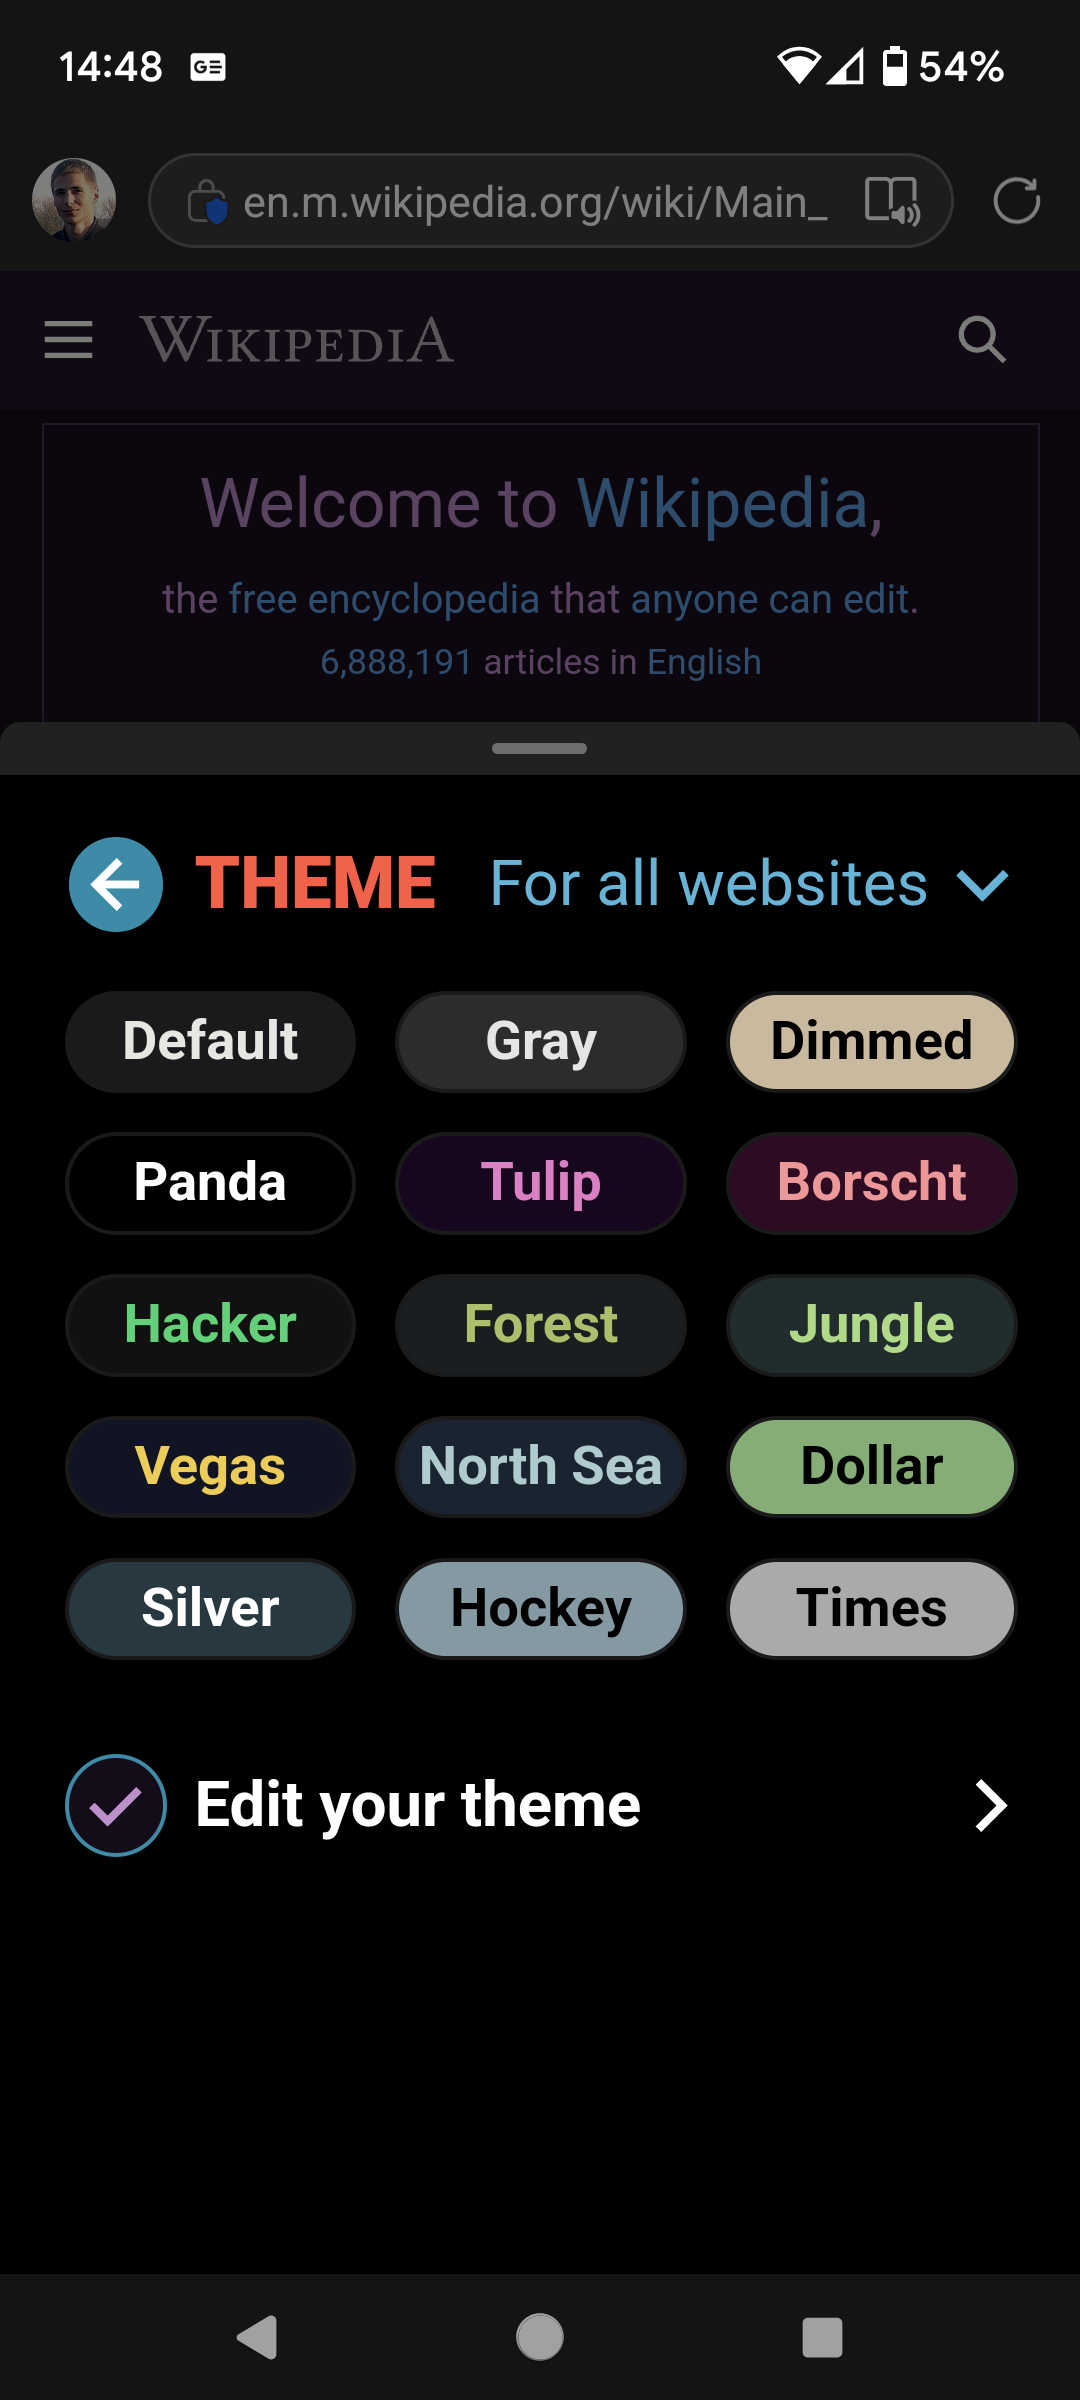 14:48 54%
en.m.wikipedia.org/wiki/Main_
WIKIPEDIA
Welcome to Wikipedia,
the free encyclopedia that anyone can edit.
6,888,191 articles in English
THEME For all websites
Default Gray Dimmed
Panda Tulip Borscht
Hacker Forest Jungle
Vegas North Sea Dollar
Silver Hockey Times
Edit your theme